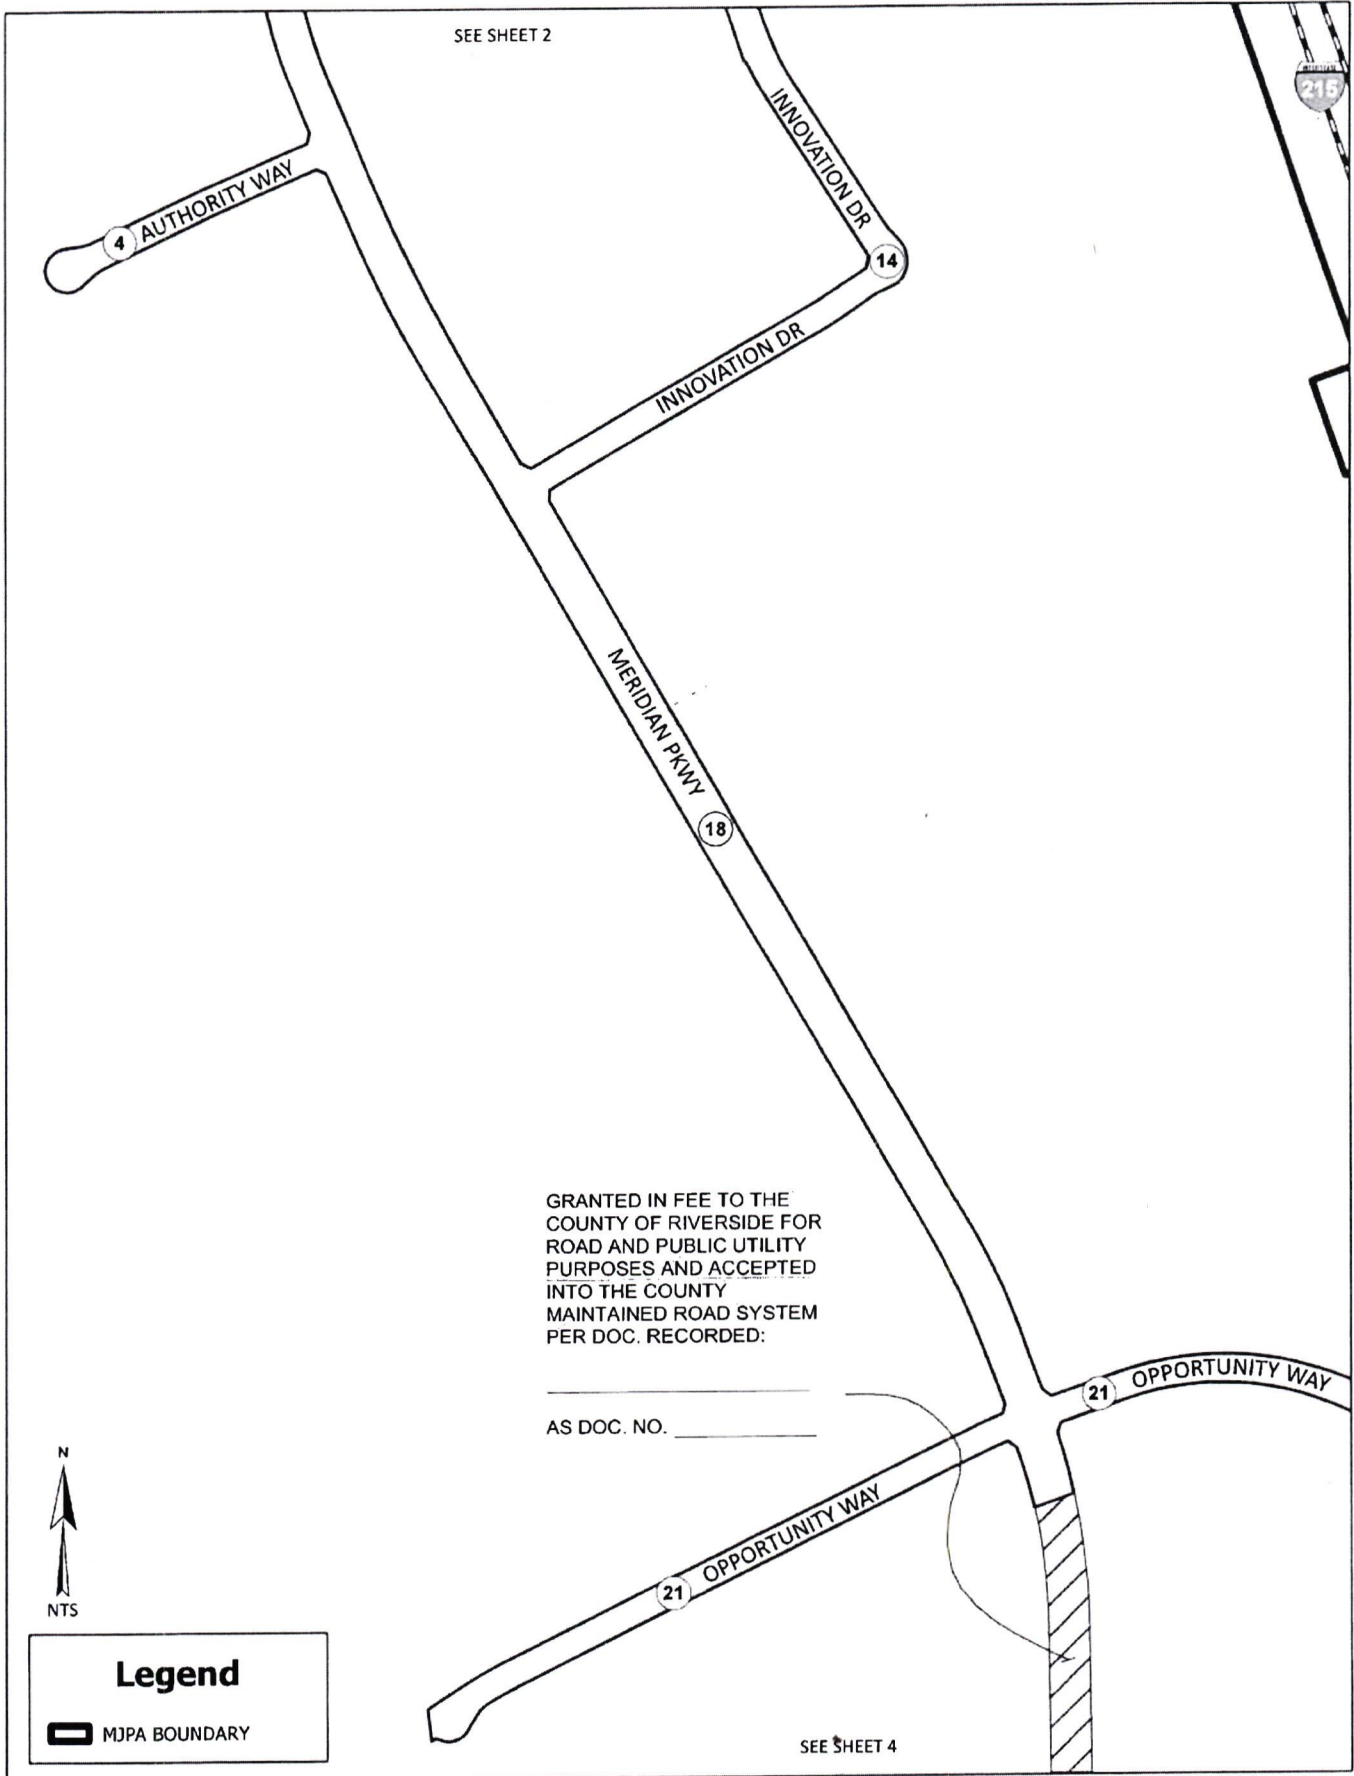 SEE SHEET 2
INTERSTATE
215
INNOVATION DR
4 AUTHORITY WAY
14
INNOVATION DR
MERIDIAN PKWY
18
GRANTED IN FEE TO THE
COUNTY OF RIVERSIDE FOR
ROAD AND PUBLIC UTILITY
PURPOSES AND ACCEPTED
INTO THE COUNTY
MAINTAINED ROAD SYSTEM
PER DOC. RECORDED:
AS DOC. NO.
21 OPPORTUNITY WAY
21 OPPORTUNITY WAY
N
NTS
Legend
MJPA BOUNDARY
SEE SHEET 4